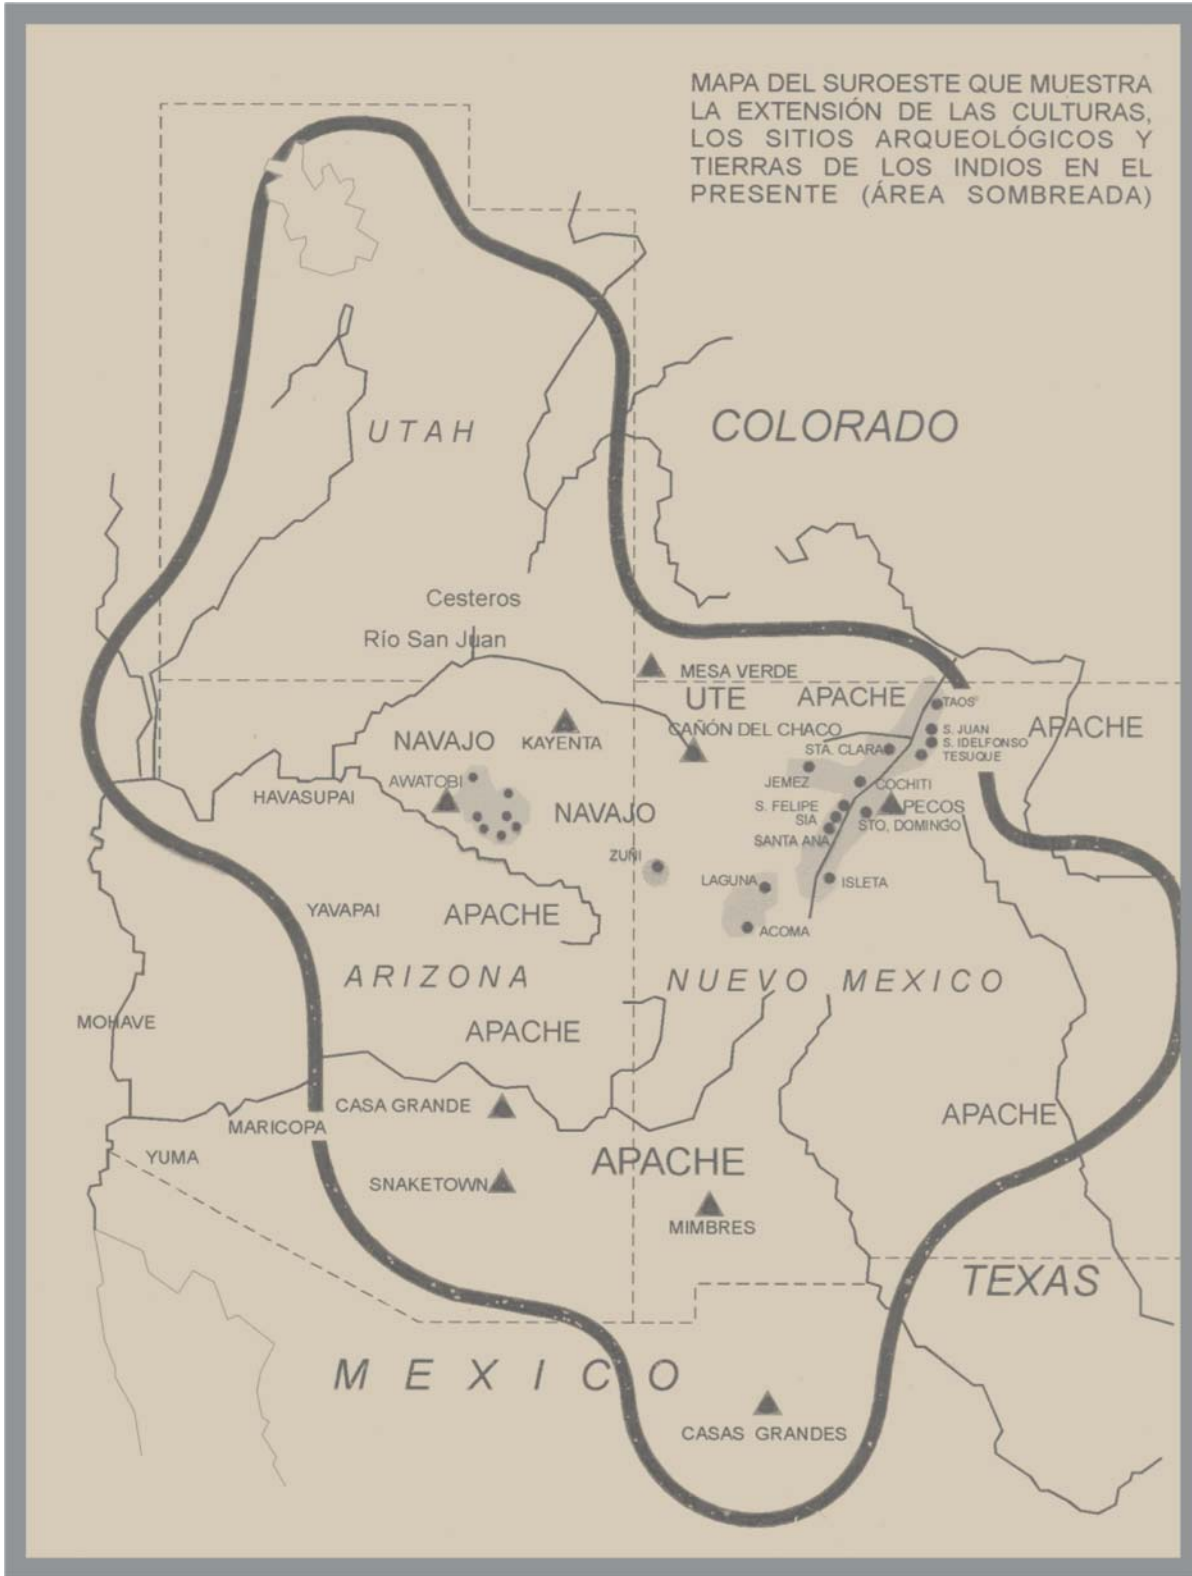 MAPA DEL SUROESTE QUE MUESTRA
LA EXTENSIÓN DE LAS CULTURAS,
LOS SITIOS ARQUEOLÓGICOS Y
TIERRAS DE LOS INDIOS EN EL
PRESENTE (ÁREA SOMBREADA)
UTAH
COLORADO
Cesteros
Río San Juan
MESA VERDE
UTE
APACHE
TAOS
CAÑÓN DEL CHACO
APACHE
NAVAJO
KAYENTA
STA. CLARA
S. JUAN
S. IDELFONSO
TESUQUE
AWATOBI
HAVASUPAI
JEMEZ
COCHITI
NAVAJO
S. FELIPE
PECOS
SIA
STO, DOMINGO
SANTA ANA
ZUÑI
LAGUNA
ISLETA
YAVAPAI
APACHE
ACOMA
ARIZONA
NUEVO MEXICO
MOHAVE
APACHE
CASA GRANDE
APACHE
MARICOPA
YUMA
APACHE
SNAKETOWN
MIMBRES
TEXAS
MEXICO
CASAS GRANDES